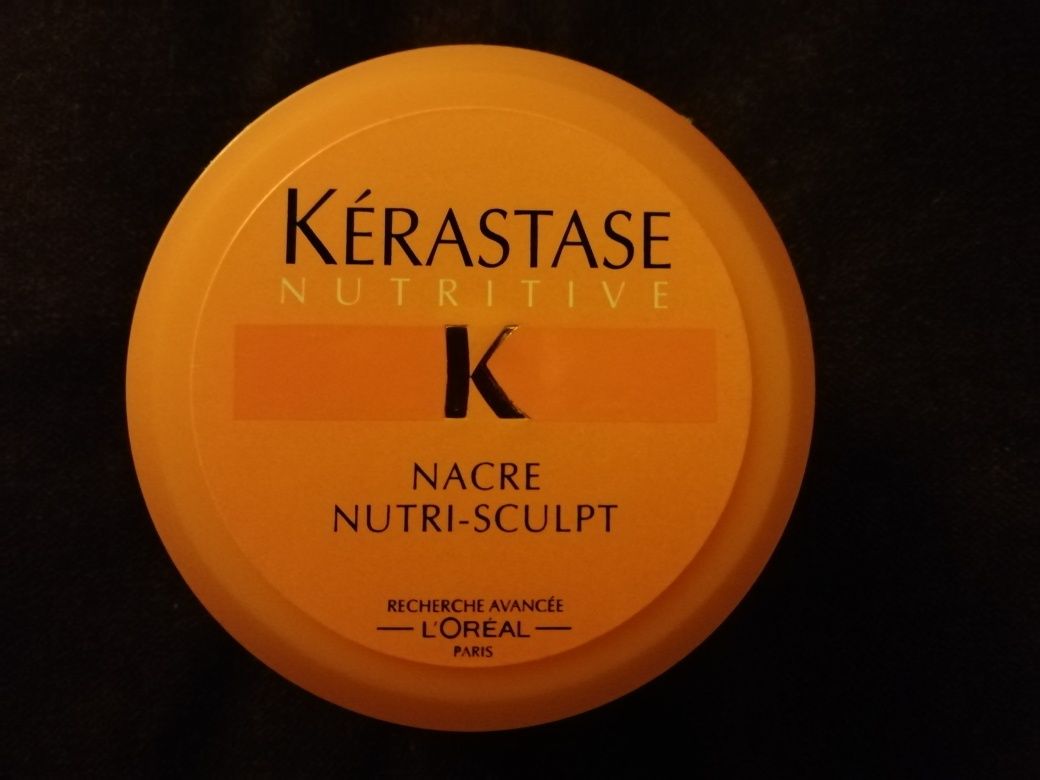 KÉRASTASE
NUTRITIVE
K
NACRE
NUTRI-SCULPT
RECHERCHE AVANCÉE
L'ORÉAL
PARIS